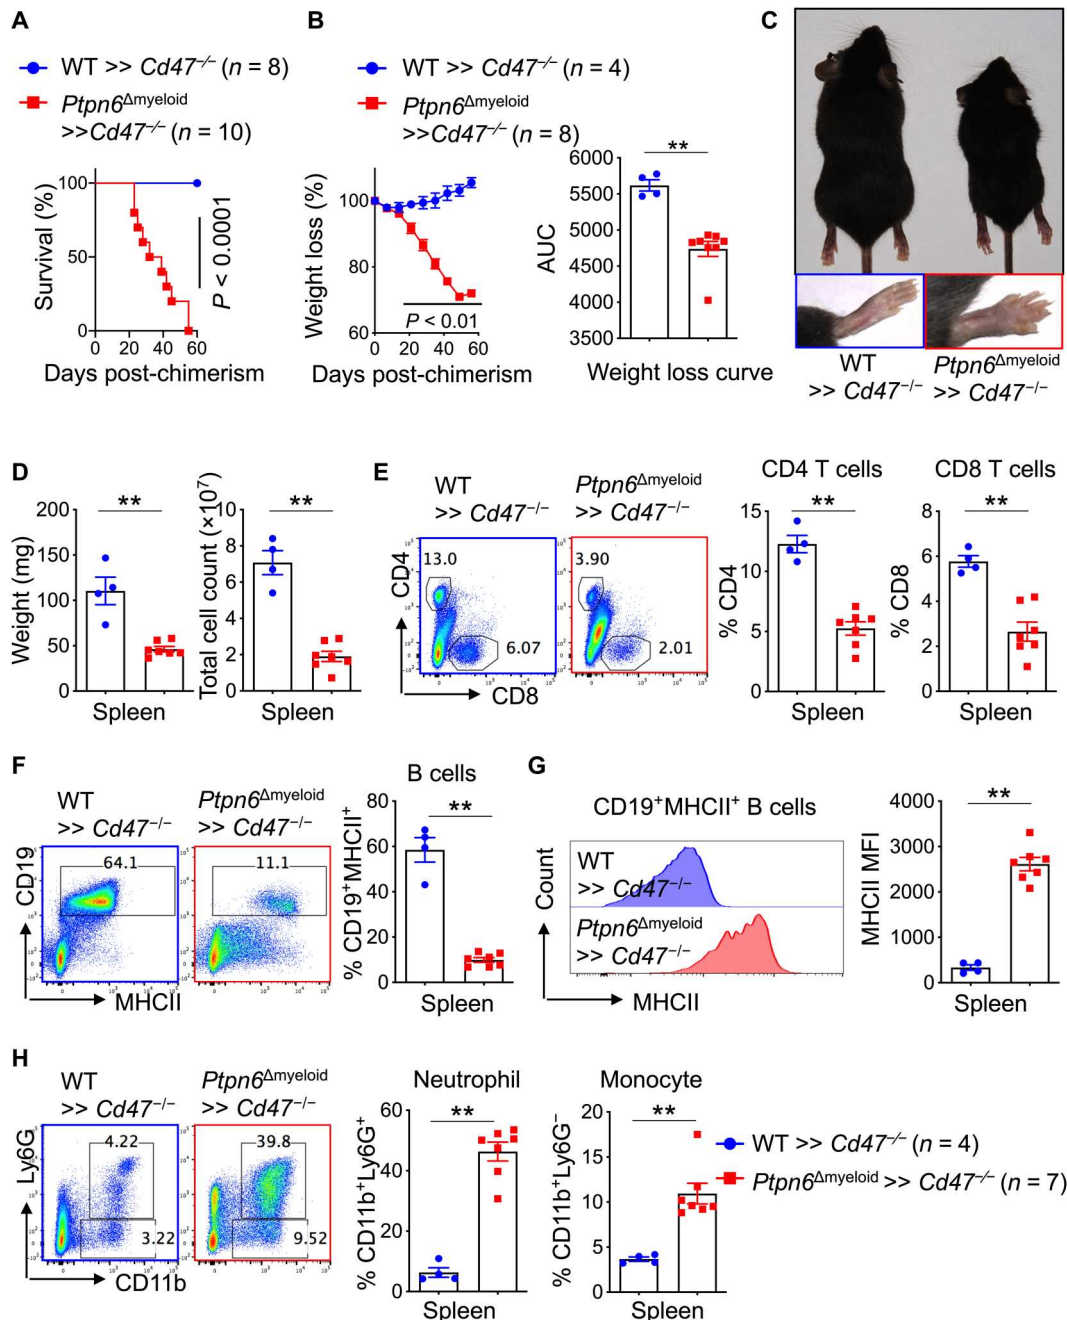 A
WT >> Cd47⁻/⁻ (n = 8)
Ptpn6Δmyeloid
>>Cd47⁻/⁻ (n = 10)
Survival (%)
100
50
0
0 20 40 60
Days post-chimerism
P < 0.0001
B
WT >> Cd47⁻/⁻ (n = 4)
Ptpn6Δmyeloid
>>Cd47⁻/⁻ (n = 8)
Weight loss (%)
100
80
60
P < 0.01
0 20 40 60
Days post-chimerism
AUC
6000
5500
5000
4500
4000
3500
**
Weight loss curve
C
WT
>> Cd47⁻/⁻
Ptpn6Δmyeloid
>> Cd47⁻/⁻
D
Weight (mg)
200
150
100
50
0
**
Spleen
Total cell count (×10⁷)
10
8
6
4
2
0
**
Spleen
E
WT
>> Cd47⁻/⁻
Ptpn6Δmyeloid
>> Cd47⁻/⁻
CD4
13.0
6.07
3.90
2.01
CD8
CD4 T cells
% CD4
15
10
5
0
**
Spleen
CD8 T cells
% CD8
8
6
4
2
0
**
Spleen
F
WT
>> Cd47⁻/⁻
Ptpn6Δmyeloid
>> Cd47⁻/⁻
CD19
64.1
11.1
MHCII
B cells
% CD19⁺MHCII⁺
80
60
40
20
0
**
Spleen
G
CD19⁺MHCII⁺ B cells
Count
WT
>> Cd47⁻/⁻
Ptpn6Δmyeloid
>> Cd47⁻/⁻
MHCII
MHCII MFI
4000
3000
2000
1000
0
**
Spleen
H
WT
>> Cd47⁻/⁻
Ptpn6Δmyeloid
>> Cd47⁻/⁻
Ly6G
4.22
3.22
39.8
9.52
CD11b
Neutrophil
% CD11b⁺Ly6G⁺
60
40
20
0
**
Spleen
Monocyte
% CD11b⁺Ly6G⁻
20
15
10
5
0
**
Spleen
WT >> Cd47⁻/⁻ (n = 4)
Ptpn6Δmyeloid >> Cd47⁻/⁻ (n = 7)